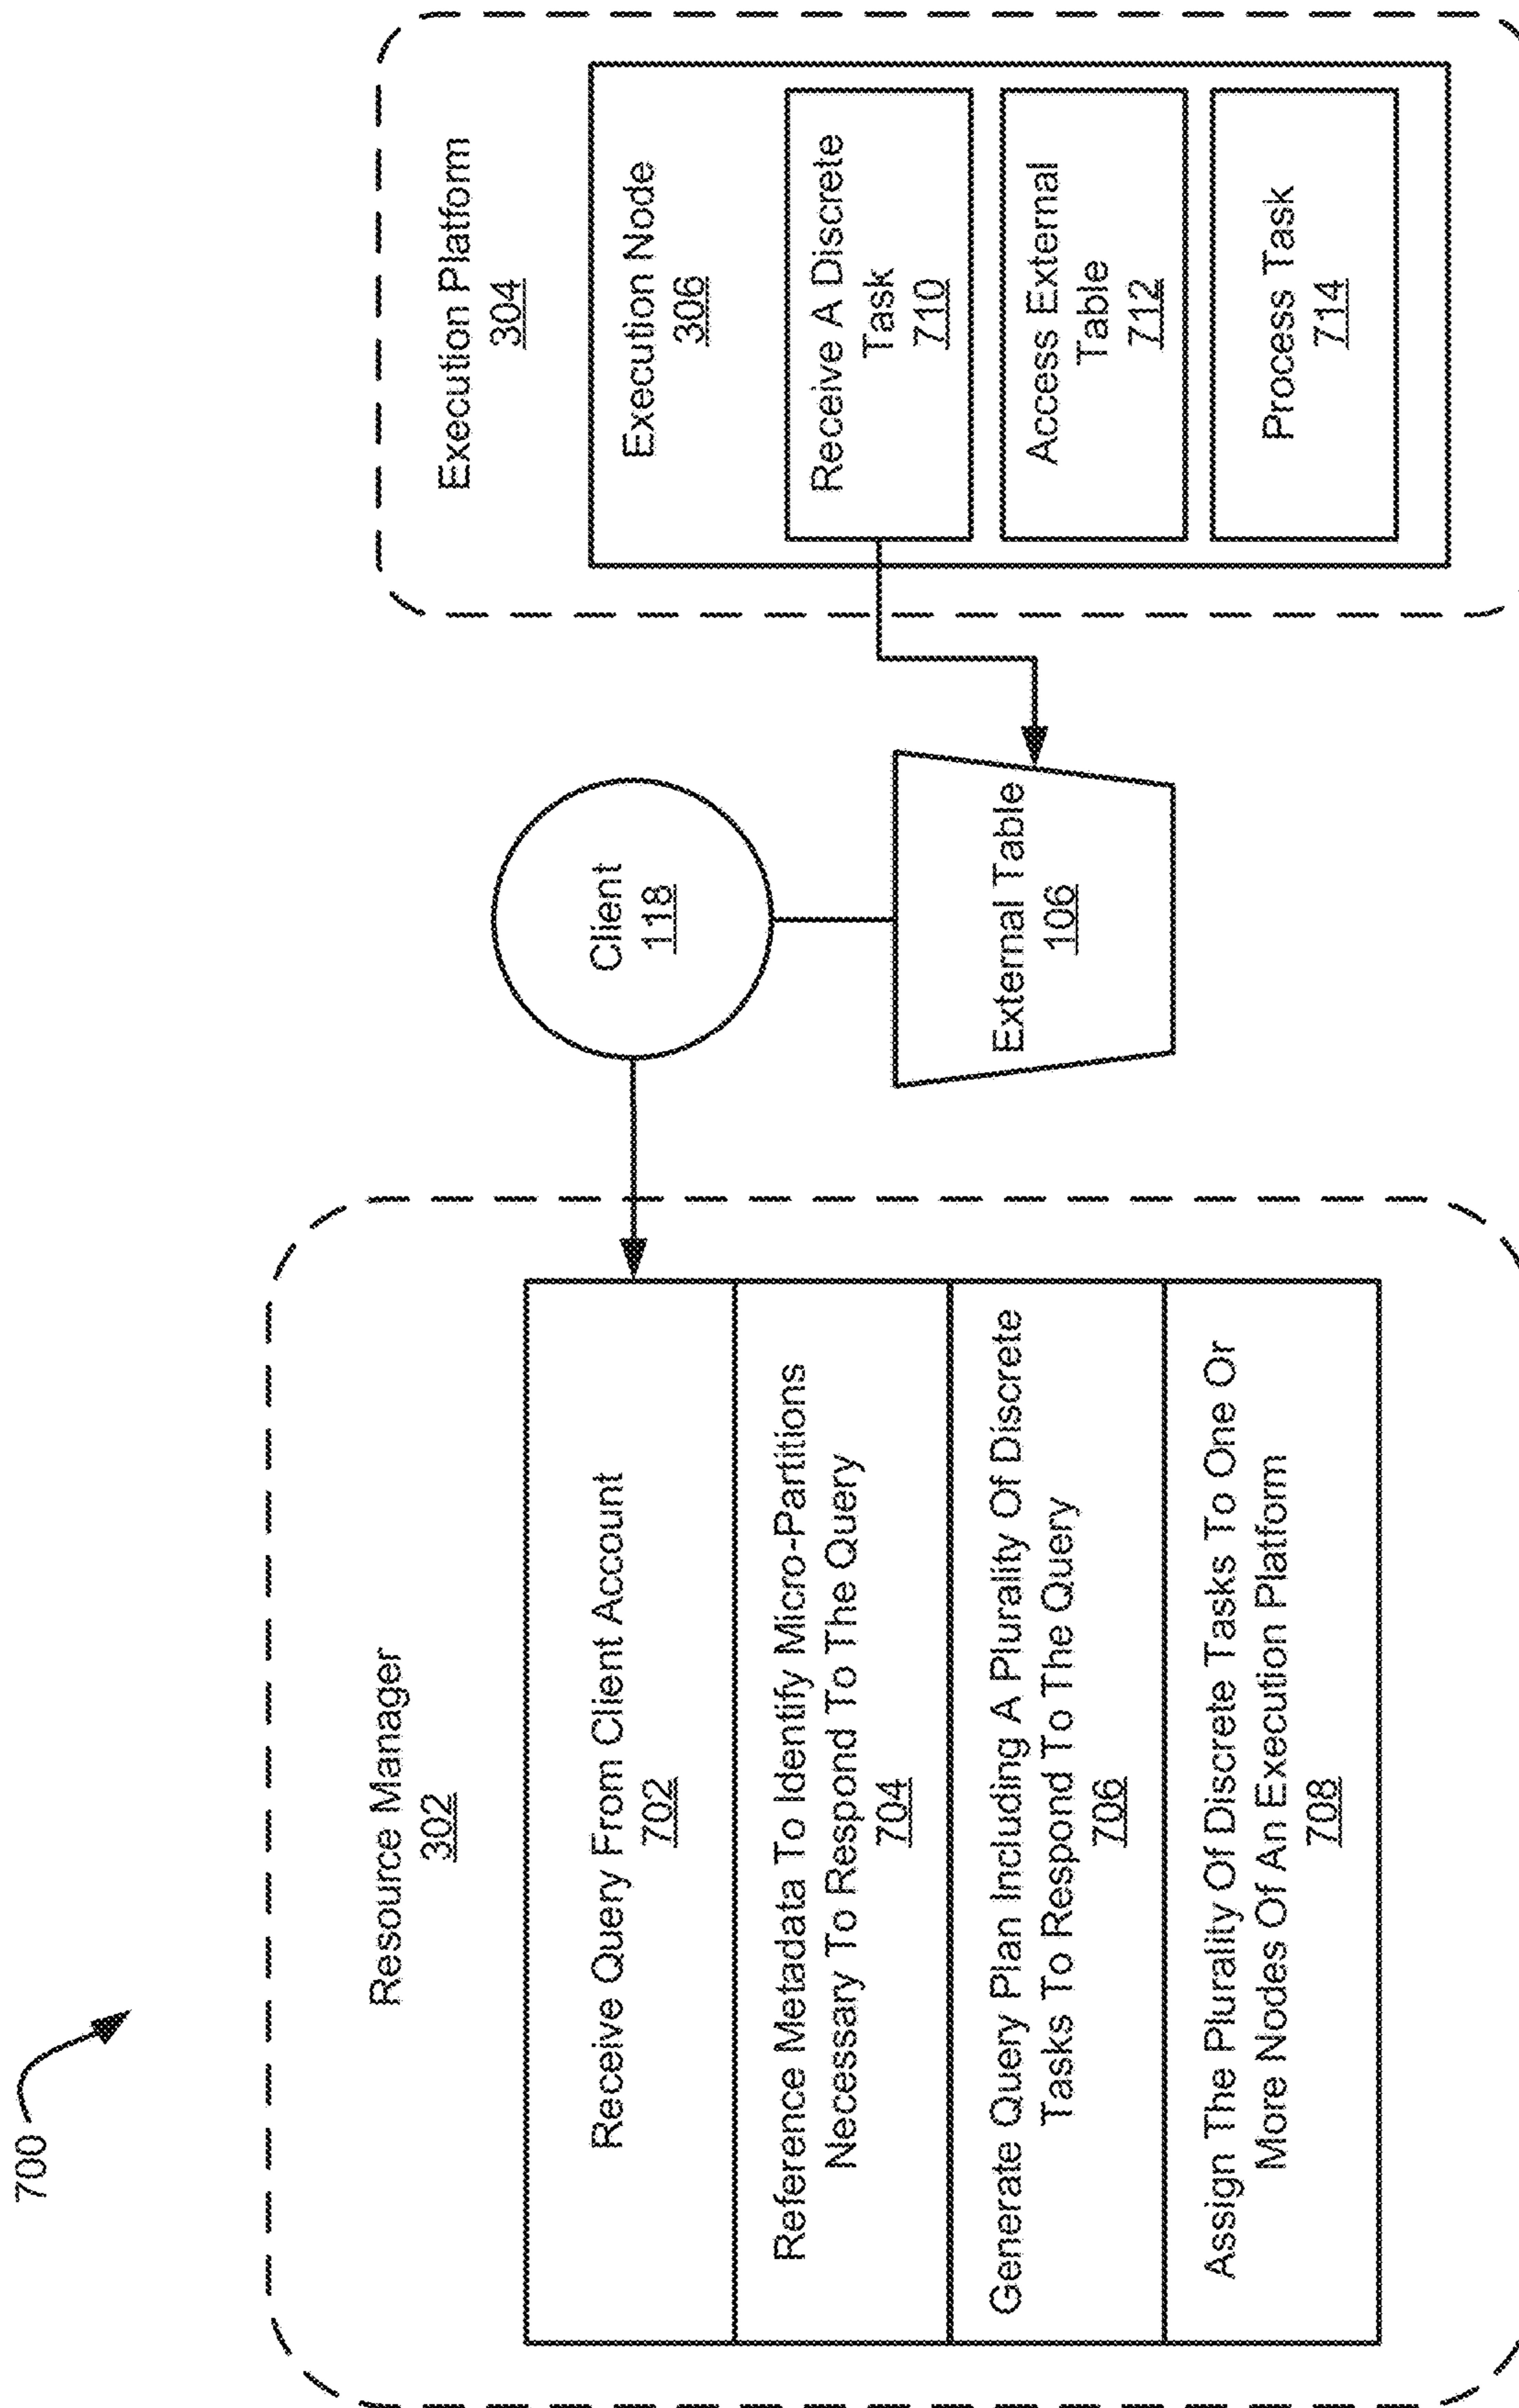 700
Resource Manager
302
Receive Query From Client Account
702
Reference Metadata To Identify Micro-Partitions
Necessary To Respond To The Query
704
Generate Query Plan Including A Plurality Of Discrete
Tasks To Respond To The Query
706
Assign The Plurality Of Discrete Tasks To One Or
More Nodes Of An Execution Platform
708
Client
118
External Table
106
Execution Platform
304
Execution Node
306
Receive A Discrete
Task
710
Access External
Table
712
Process Task
714